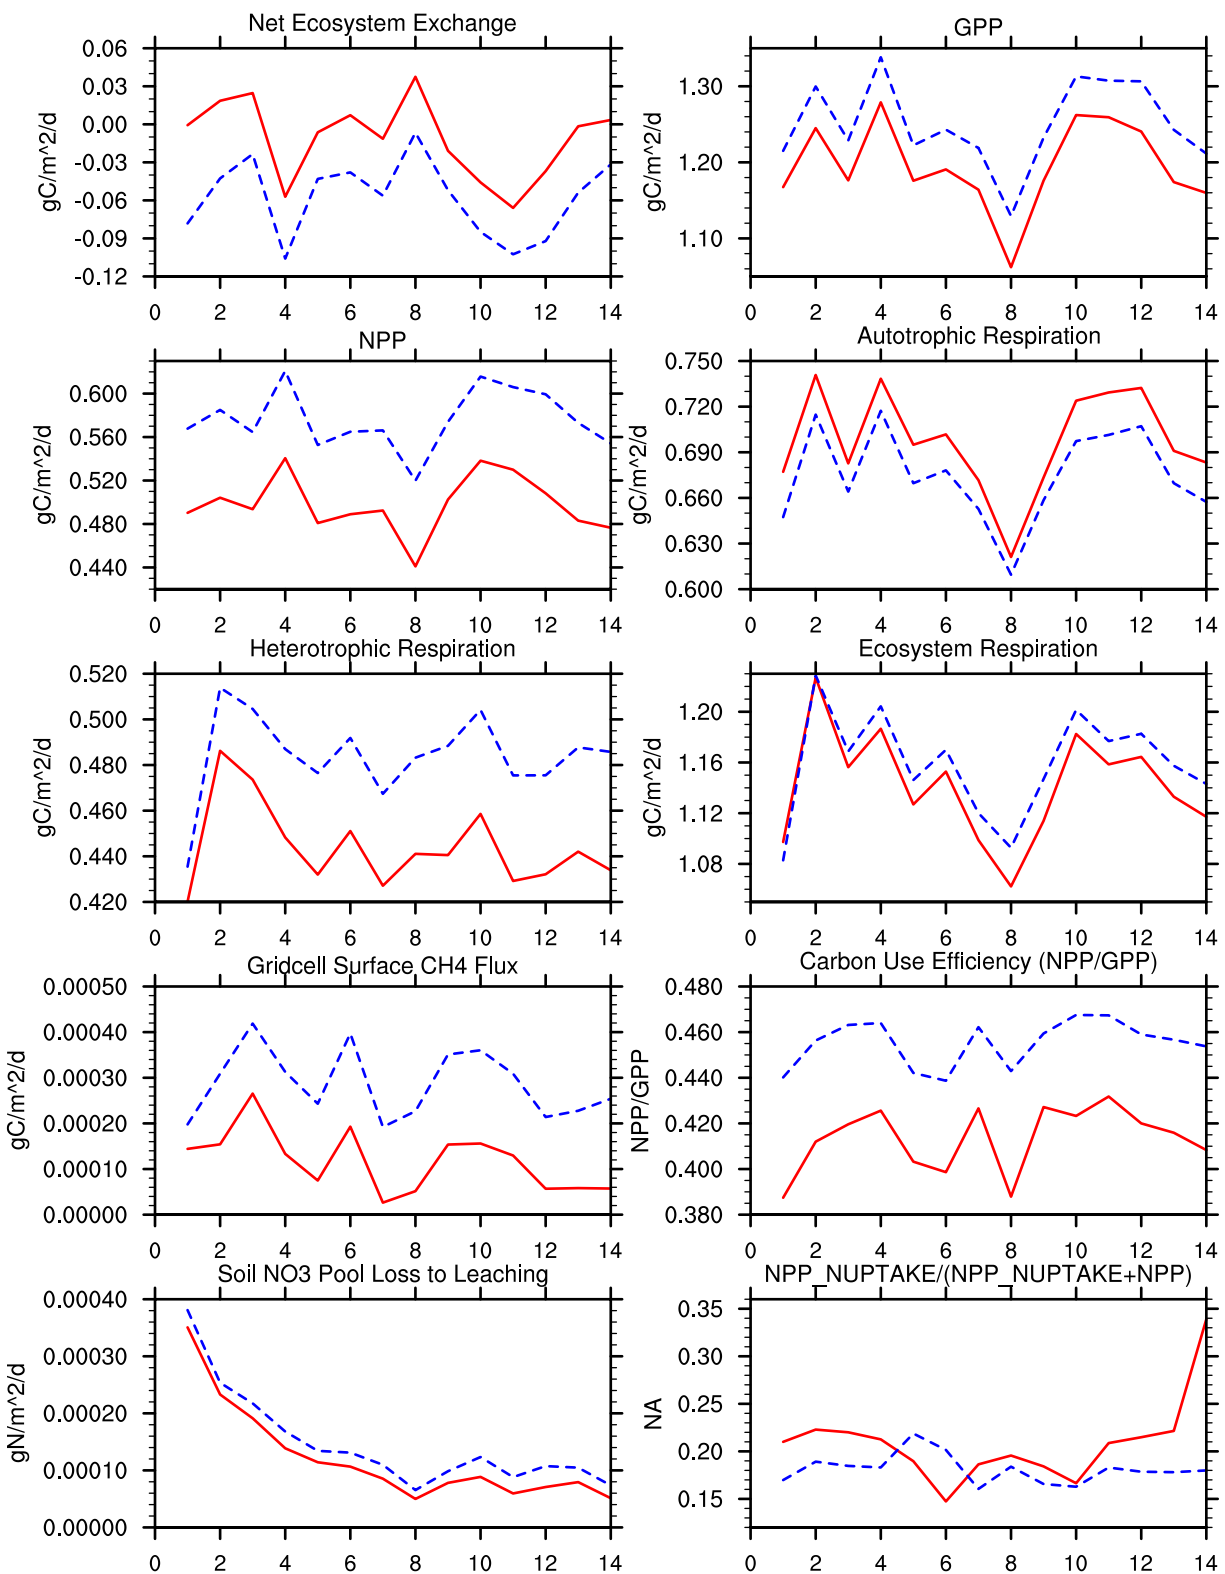 Net Ecosystem Exchange
gC/m^2/d
0.06
0.03
0.00
-0.03
-0.06
-0.09
-0.12
0 2 4 6 8 10 12 14
GPP
gC/m^2/d
1.30
1.20
1.10
0 2 4 6 8 10 12 14
NPP
gC/m^2/d
0.600
0.560
0.520
0.480
0.440
0 2 4 6 8 10 12 14
Autotrophic Respiration
gC/m^2/d
0.750
0.720
0.690
0.660
0.630
0.600
0 2 4 6 8 10 12 14
Heterotrophic Respiration
gC/m^2/d
0.520
0.500
0.480
0.460
0.440
0.420
0 2 4 6 8 10 12 14
Ecosystem Respiration
gC/m^2/d
1.20
1.16
1.12
1.08
0 2 4 6 8 10 12 14
Gridcell Surface CH4 Flux
gC/m^2/d
0.00050
0.00040
0.00030
0.00020
0.00010
0.00000
0 2 4 6 8 10 12 14
Carbon Use Efficiency (NPP/GPP)
NPP/GPP
0.480
0.460
0.440
0.420
0.400
0.380
0 2 4 6 8 10 12 14
Soil NO3 Pool Loss to Leaching
gN/m^2/d
0.00040
0.00030
0.00020
0.00010
0.00000
0 2 4 6 8 10 12 14
NPP_NUPTAKE/(NPP_NUPTAKE+NPP)
NA
0.35
0.30
0.25
0.20
0.15
0 2 4 6 8 10 12 14